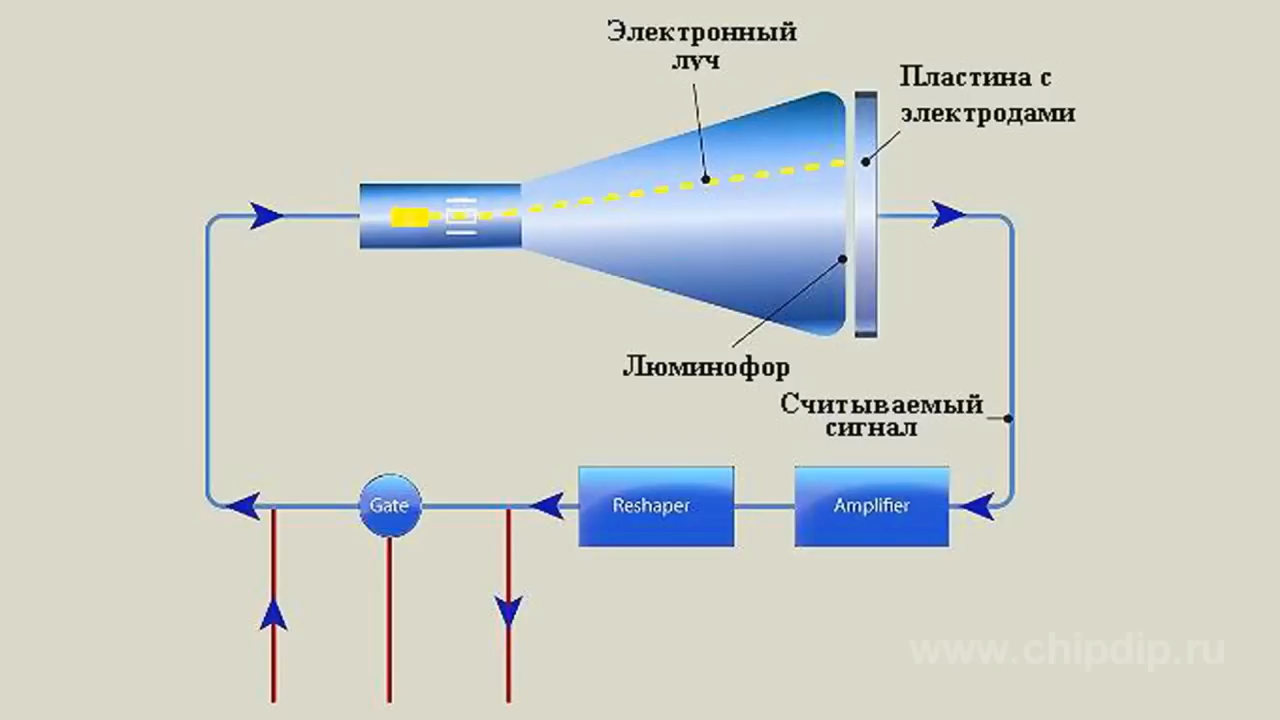 Электронный
луч
Пластина с
электродами
Люминофор
Считываемый
сигнал
Gate
Reshaper
Amplifier
www.chipdip.ru